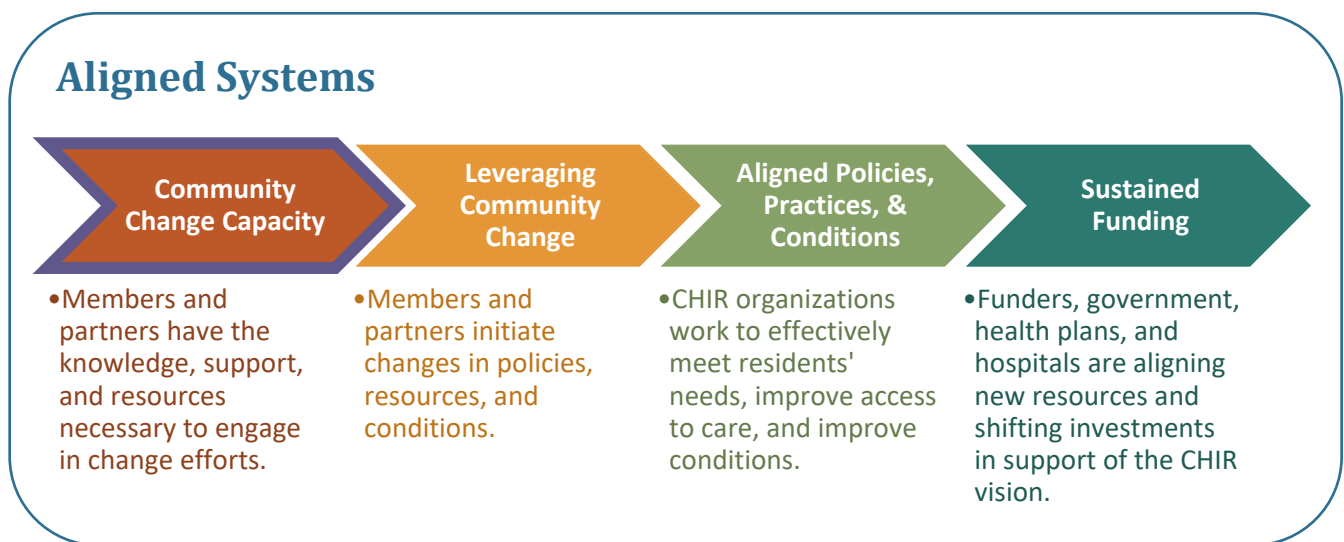 Aligned Systems
Community
Change Capacity
•Members and
partners have the
knowledge, support,
and resources
necessary to engage
in change efforts.
Leveraging
Community
Change
•Members and
partners initiate
changes in policies,
resources, and
conditions.
Aligned Policies,
Practices, &
Conditions
•CHIR organizations
work to effectively
meet residents'
needs, improve access
to care, and improve
conditions.
Sustained
Funding
•Funders, government,
health plans, and
hospitals are aligning
new resources and
shifting investments
in support of the CHIR
vision.